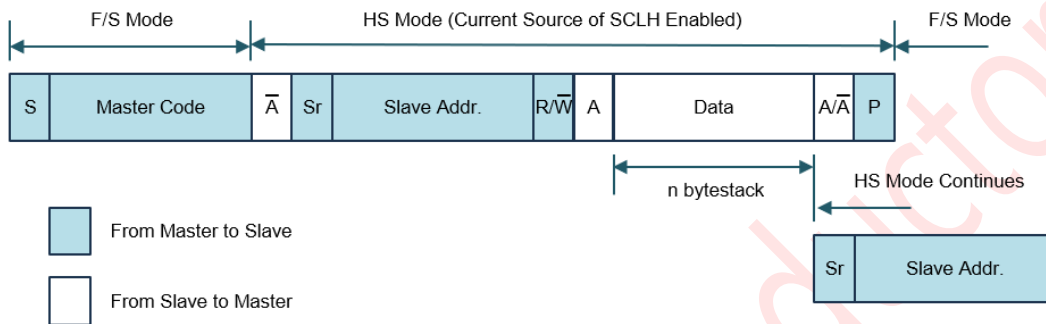 F/S Mode HS Mode (Current Source of SCLH Enabled) F/S Mode
S Master Code A̅ Sr Slave Addr. R/W̅ A Data A/A̅ P
n bytestack HS Mode Continues
From Master to Slave
Sr Slave Addr.
From Slave to Master
ductor